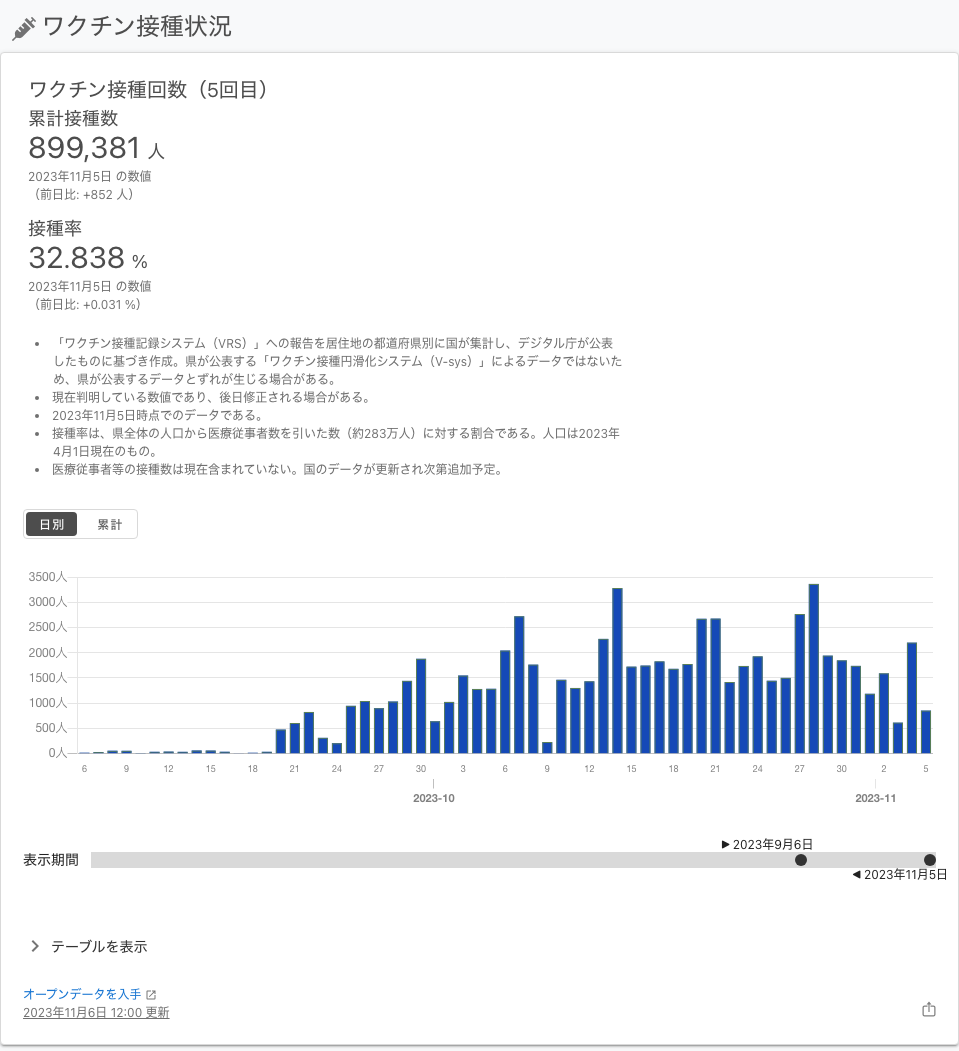 ワクチン接種状況
ワクチン接種回数（5回目）
累計接種数
899,381 人
2023年11月5日 の数値
（前日比: +852 人）
接種率
32.838 %
2023年11月5日 の数値
（前日比: +0.031 %）
• 「ワクチン接種記録システム（VRS）」への報告を居住地の都道府県別に国が集計し、デジタル庁が公表
したものに基づき作成。県が公表する「ワクチン接種円滑化システム（V-sys）」によるデータではないた
め、県が公表するデータとずれが生じる場合がある。
• 現在判明している数値であり、後日修正される場合がある。
• 2023年11月5日時点でのデータである。
• 接種率は、県全体の人口から医療従事者数を引いた数（約283万人）に対する割合である。人口は2023年
4月1日現在のもの。
• 医療従事者等の接種数は現在含まれていない。国のデータが更新され次第追加予定。
日別 累計
3500人
3000人
2500人
2000人
1500人
1000人
500人
0人
6 9 12 15 18 21 24 27 30 3 6 9 12 15 18 21 24 27 30 2 5
2023-10 2023-11
▶ 2023年9月6日
表示期間
◀ 2023年11月5日
テーブルを表示
オープンデータを入手
2023年11月6日 12:00 更新